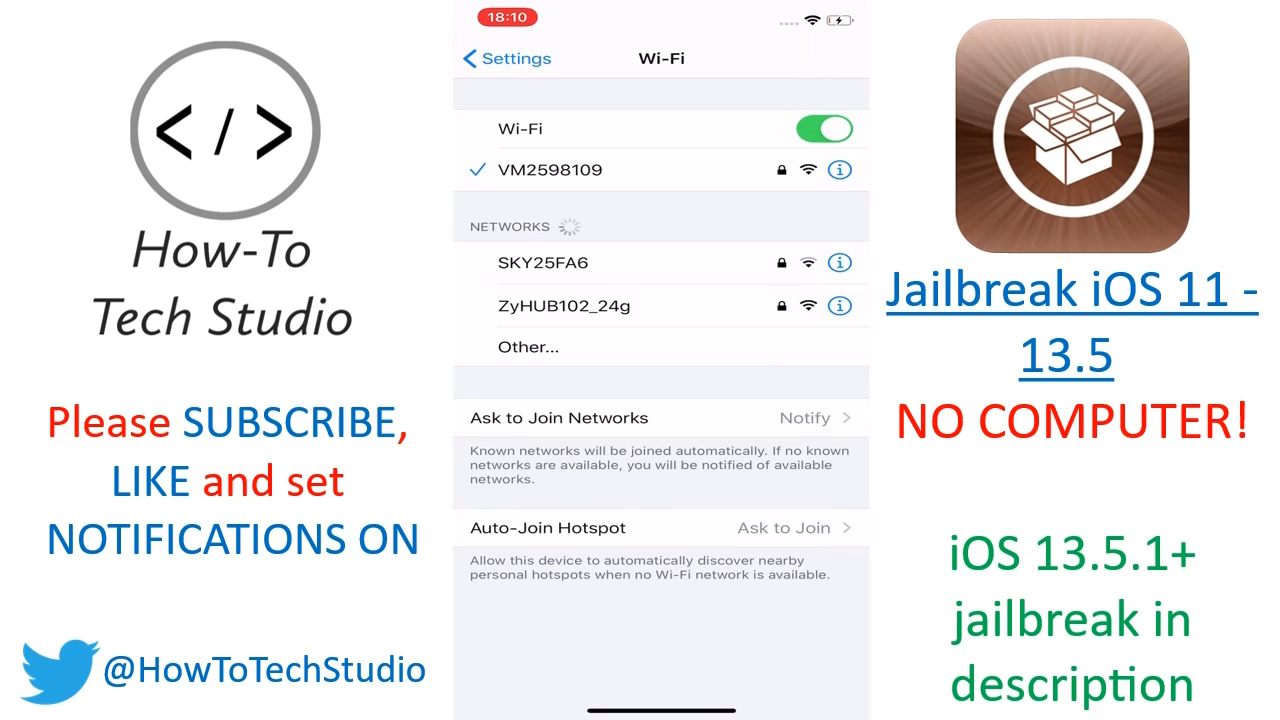 </>
How-To
Tech Studio
Please SUBSCRIBE,
LIKE and set
NOTIFICATIONS ON
@HowToTechStudio
18:10
Settings
Wi-Fi
Wi-Fi
VM2598109
NETWORKS
SKY25FA6
ZyHUB102_24g
Other...
Ask to Join Networks Notify
Known networks will be joined automatically. If no known
networks are available, you will be notified of available
networks.
Auto-Join Hotspot Ask to Join
Allow this device to automatically discover nearby
personal hotspots when no Wi-Fi network is available.
Jailbreak iOS 11 -
13.5
NO COMPUTER!
iOS 13.5.1+
jailbreak in
description